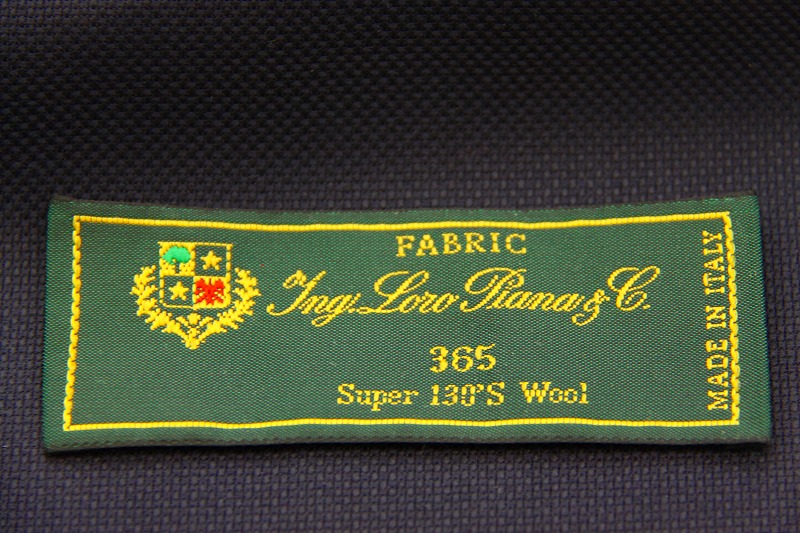 FABRIC
Ing. Loro Piana & C.
365
Super 130'S Wool
MADE IN ITALY